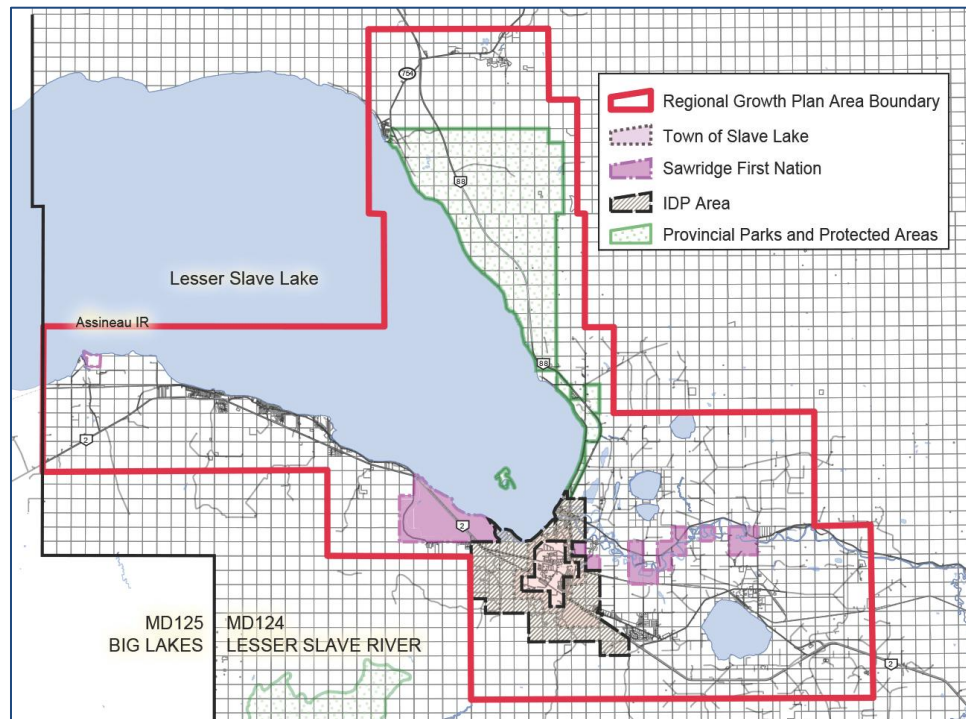 754
Regional Growth Plan Area Boundary
Town of Slave Lake
Sawridge First Nation
IDP Area
Provincial Parks and Protected Areas
88
Lesser Slave Lake
Assineau IR
88
2
2
MD125
BIG LAKES
MD124
LESSER SLAVE RIVER
2